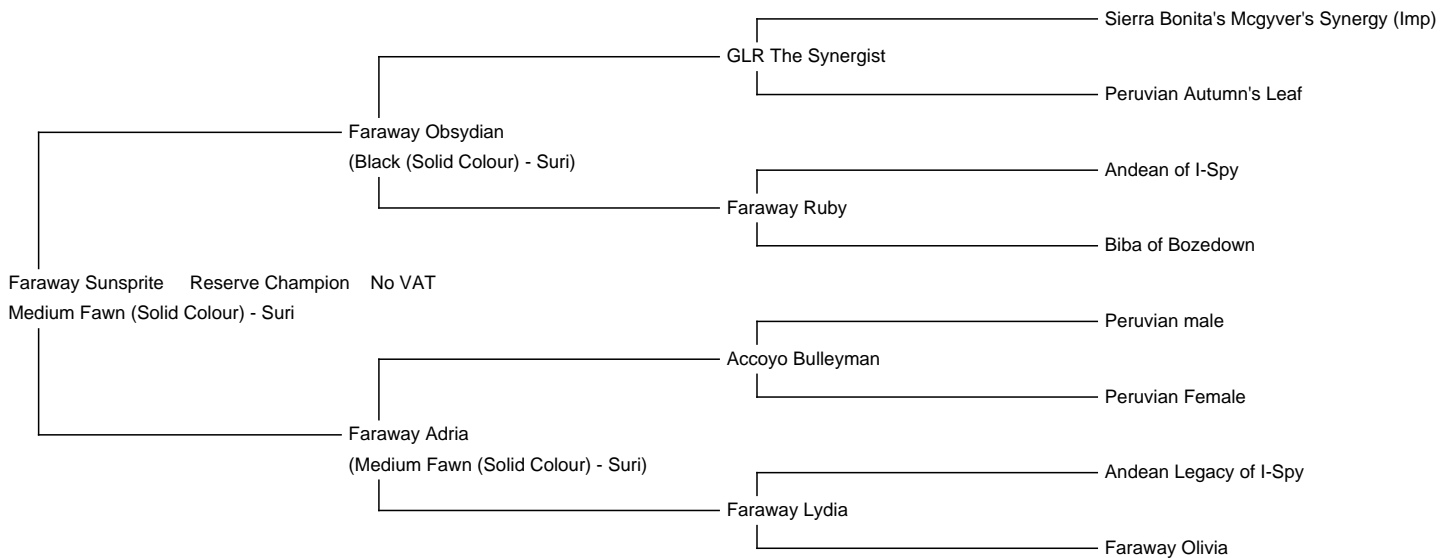 Sierra Bonita's Mcgyver's Synergy (Imp)
GLR The Synergist
Peruvian Autumn's Leaf
Faraway Obsydian
(Black (Solid Colour) - Suri)
Andean of I-Spy
Faraway Ruby
Biba of Bozedown
Faraway Sunsprite Reserve Champion No VAT
Medium Fawn (Solid Colour) - Suri
Peruvian male
Accoyo Bulleyman
Peruvian Female
Faraway Adria
(Medium Fawn (Solid Colour) - Suri)
Andean Legacy of I-Spy
Faraway Lydia
Faraway Olivia